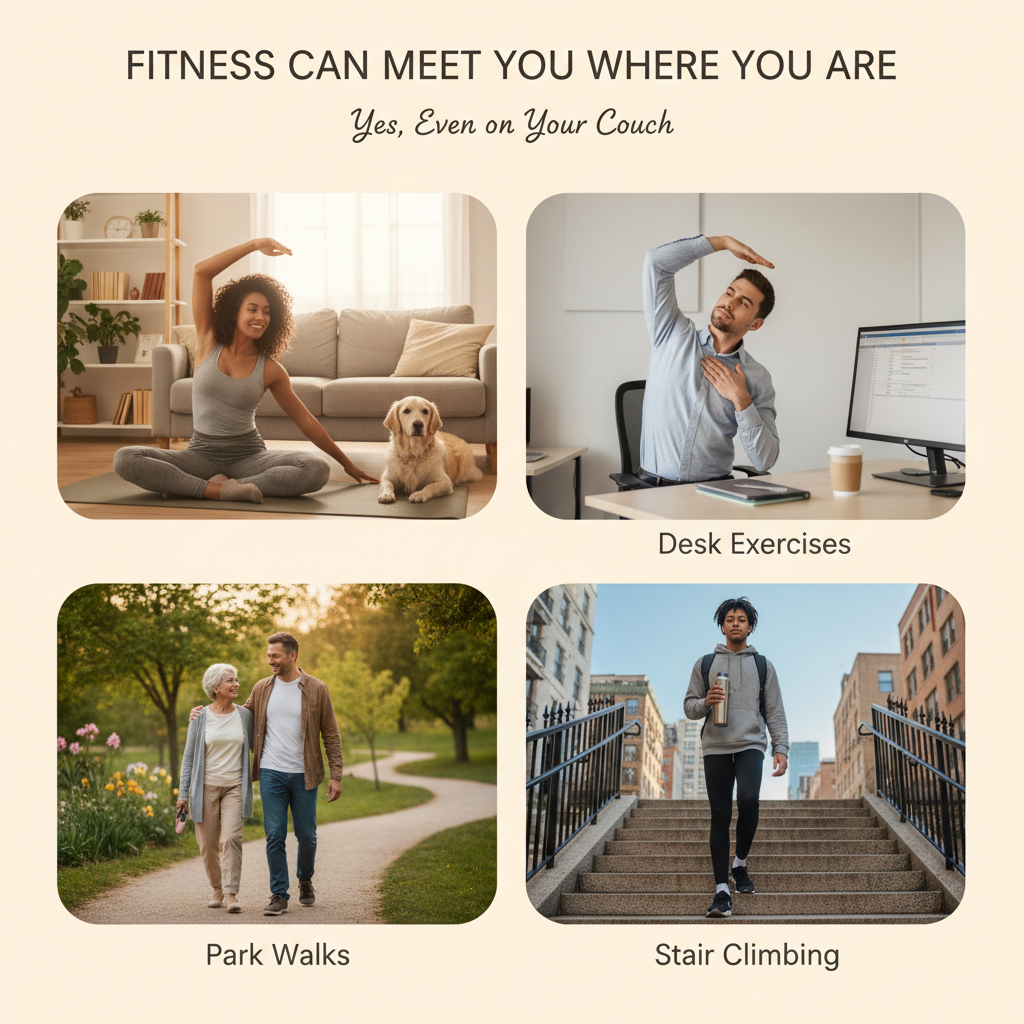 FITNESS CAN MEET YOU WHERE YOU ARE
Yes, Even on Your Couch
Desk Exercises
Park Walks
Stair Climbing